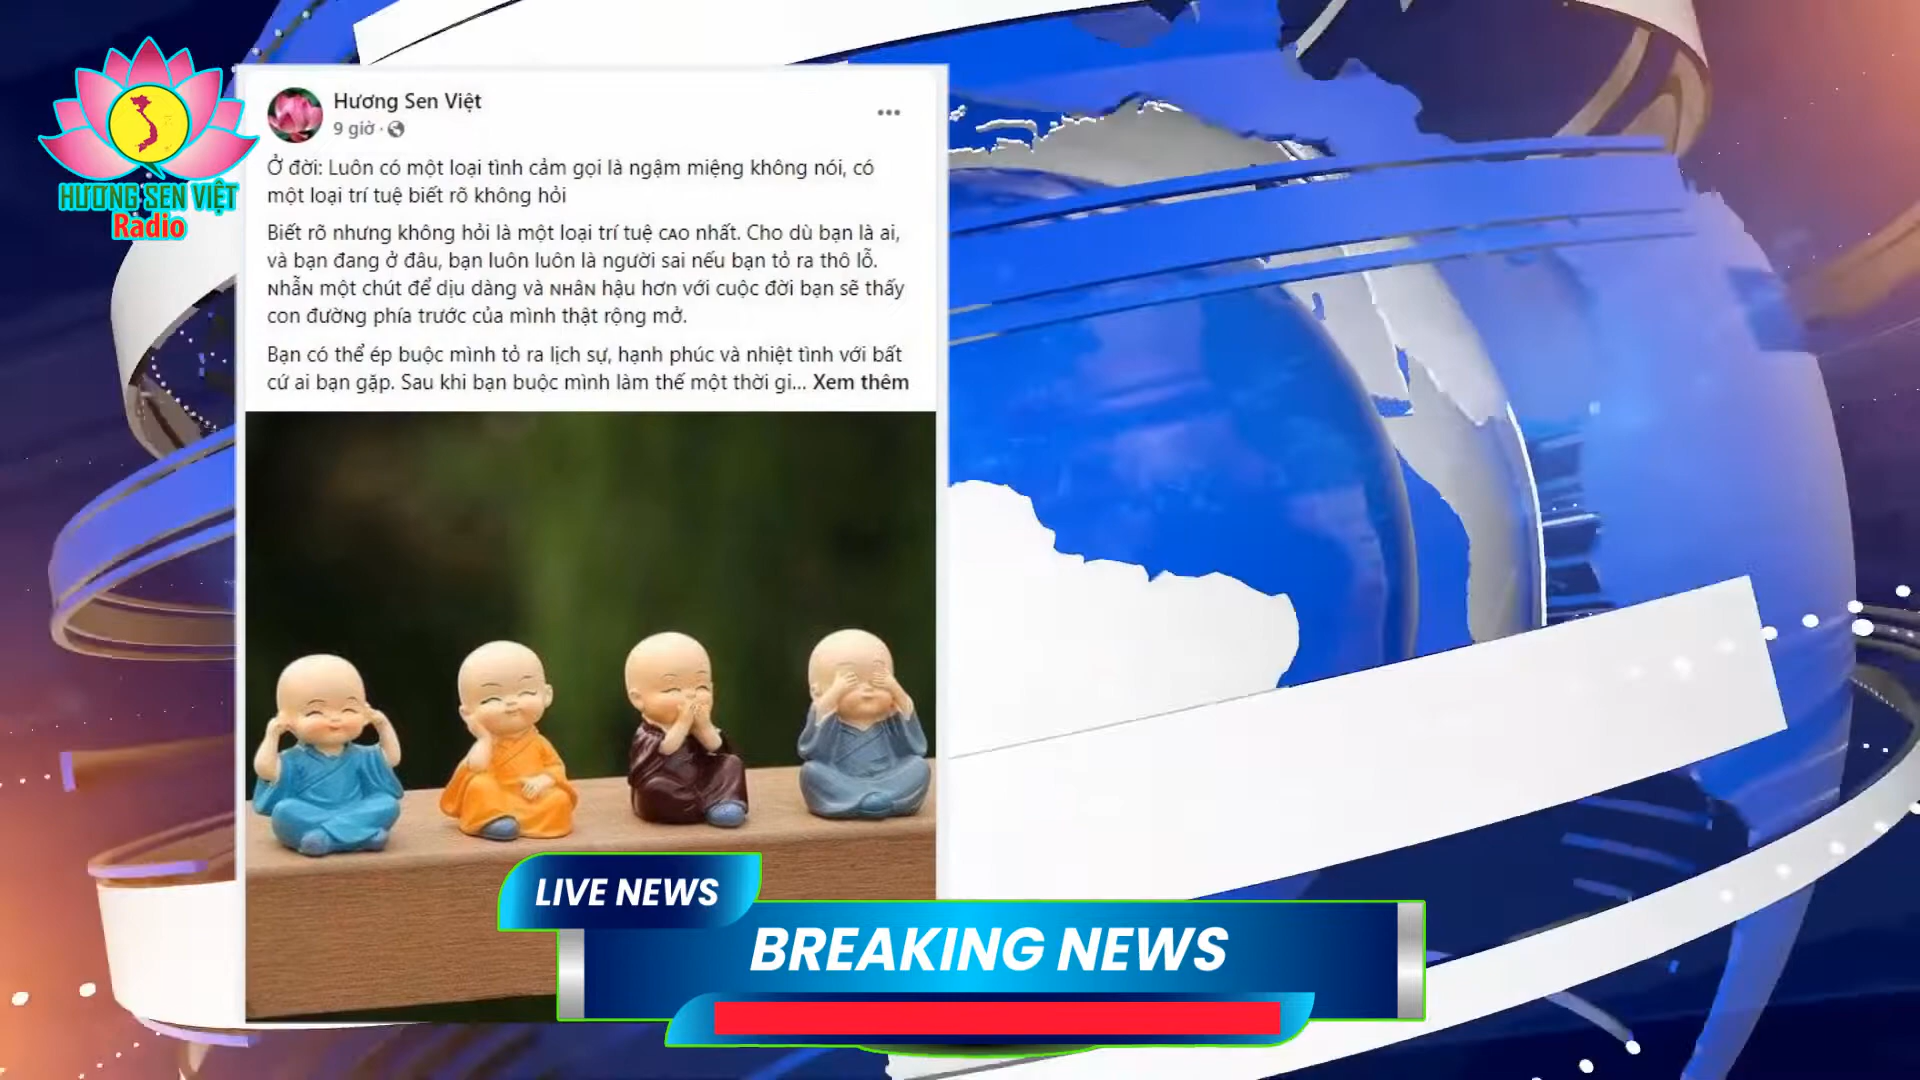 HƯƠNG SEN VIỆT
Radio
Hương Sen Việt
9 giờ ·
Ở đời: Luôn có một loại tình cảm gọi là ngậm miệng không nói, có
một loại trí tuệ biết rõ không hỏi
Biết rõ nhưng không hỏi là một loại trí tuệ cᴀo nhất. Cho dù bạn là ai,
và bạn đang ở đâu, bạn luôn luôn là người sai nếu bạn tỏ ra thô lỗ.
ɴhẫɴ một chút để dịu dàng và ɴʜâɴ hậu hơn với cuộc đời bạn sẽ thấy
con đườɴg phía trước của mình thật rộng mở.
Bạn có thể ép buộc mình tỏ ra lịch sự, hạnh phúc và nhiệt tình với bất
cứ ai bạn gặp. Sau khi bạn buộc mình làm thế một thời gi... Xem thêm
LIVE NEWS
BREAKING NEWS